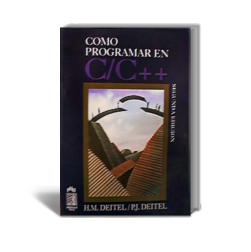 COMO
PROGRAMAR EN
C/C++
SEGUNDA EDICION
H.M. DEITEL / P.J. DEITEL